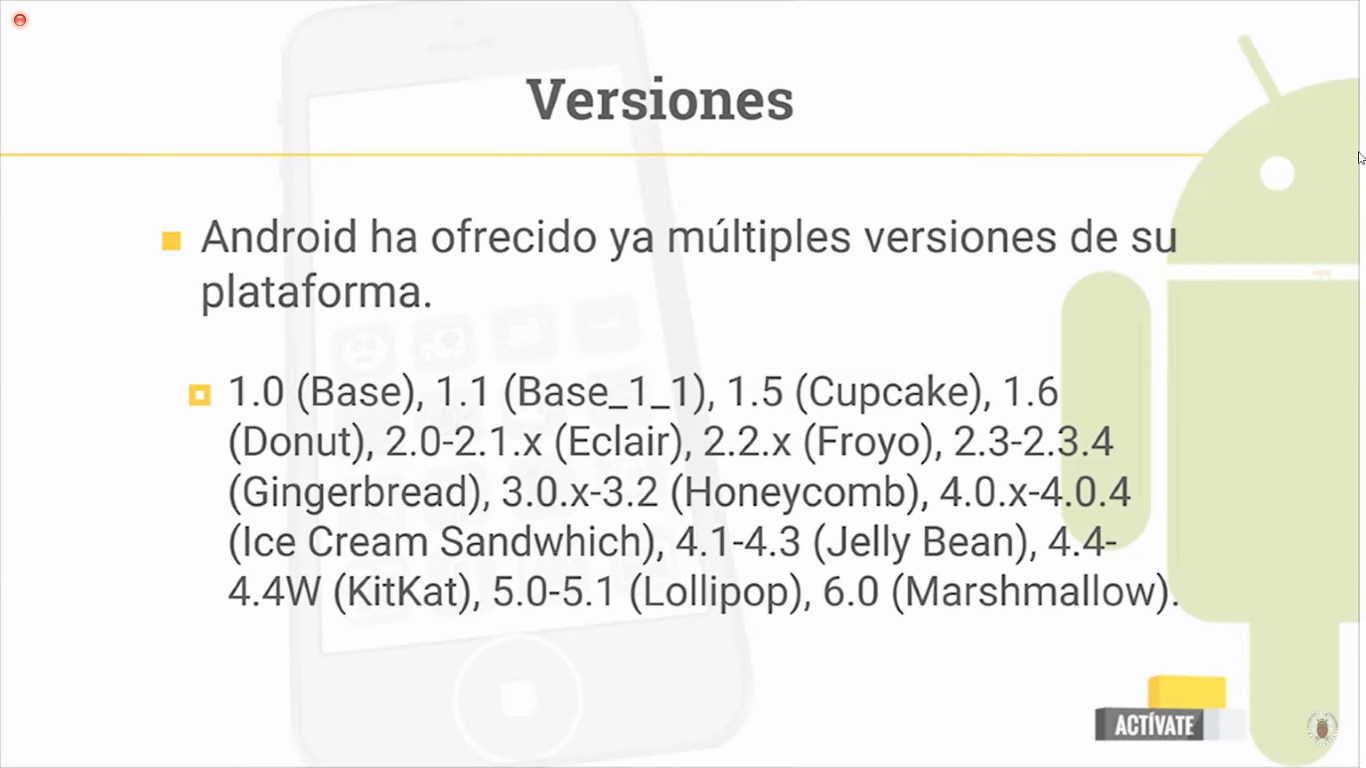 Versiones
Android ha ofrecido ya múltiples versiones de su
plataforma.
1.0 (Base), 1.1 (Base_1_1), 1.5 (Cupcake), 1.6
(Donut), 2.0-2.1.x (Eclair), 2.2.x (Froyo), 2.3-2.3.4
(Gingerbread), 3.0.x-3.2 (Honeycomb), 4.0.x-4.0.4
(Ice Cream Sandwhich), 4.1-4.3 (Jelly Bean), 4.4-
4.4W (KitKat), 5.0-5.1 (Lollipop), 6.0 (Marshmallow).
ACTÍVATE